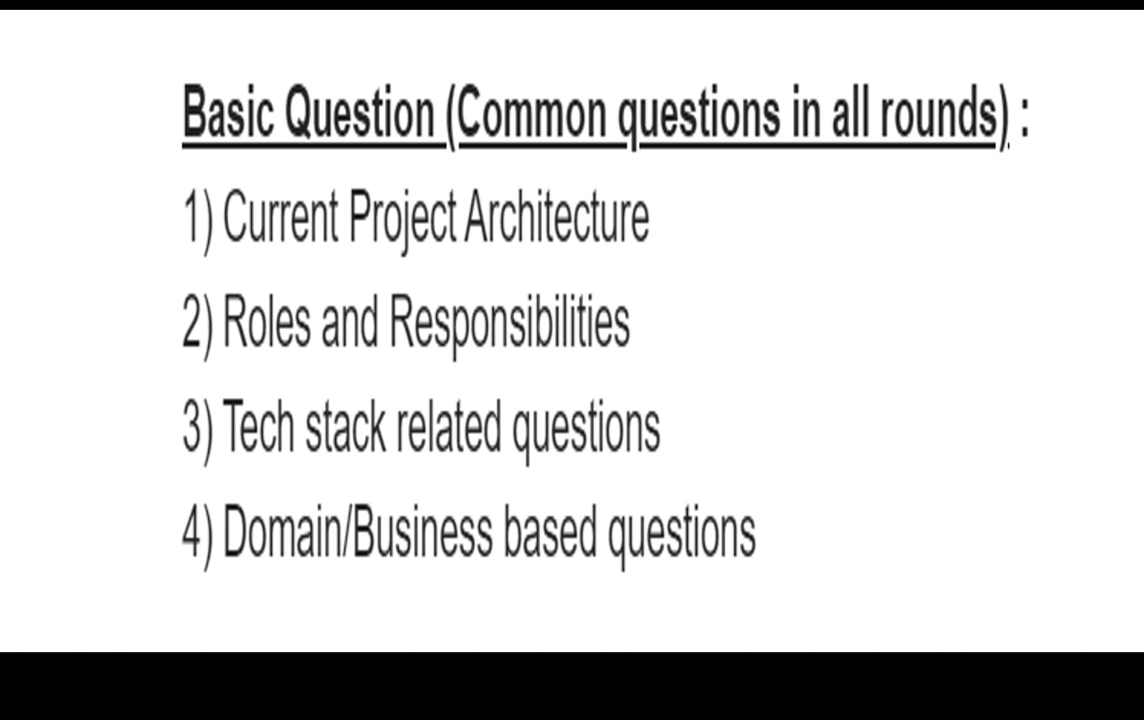 Basic Question (Common questions in all rounds) :
1) Current Project Architecture
2) Roles and Responsibilities
3) Tech stack related questions
4) Domain/Business based questions